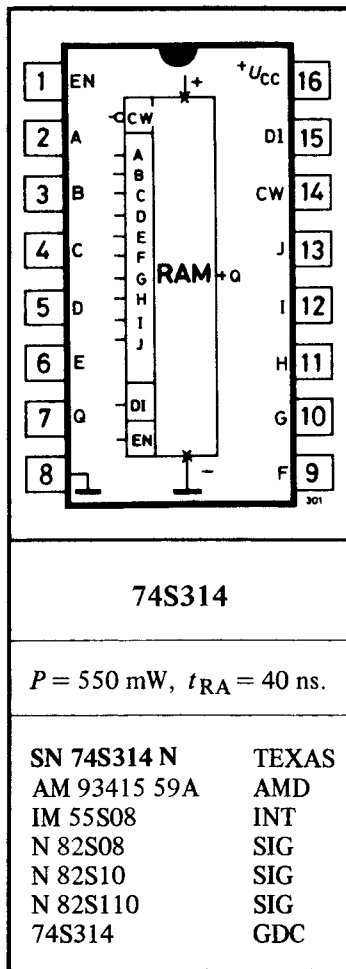 1 EN +UCC 16
+
2 A CW DI 15
A
3 B B CW 14
C
D
4 C E J 13
F
G RAM Q
5 D H I 12
I
6 E J H 11
7 Q DI G 10
EN
8 − F 9
301
74S314
P = 550 mW, tRA = 40 ns.
SN 74S314 N TEXAS
AM 93415 59A AMD
IM 55S08 INT
N 82S08 SIG
N 82S10 SIG
N 82S110 SIG
74S314 GDC